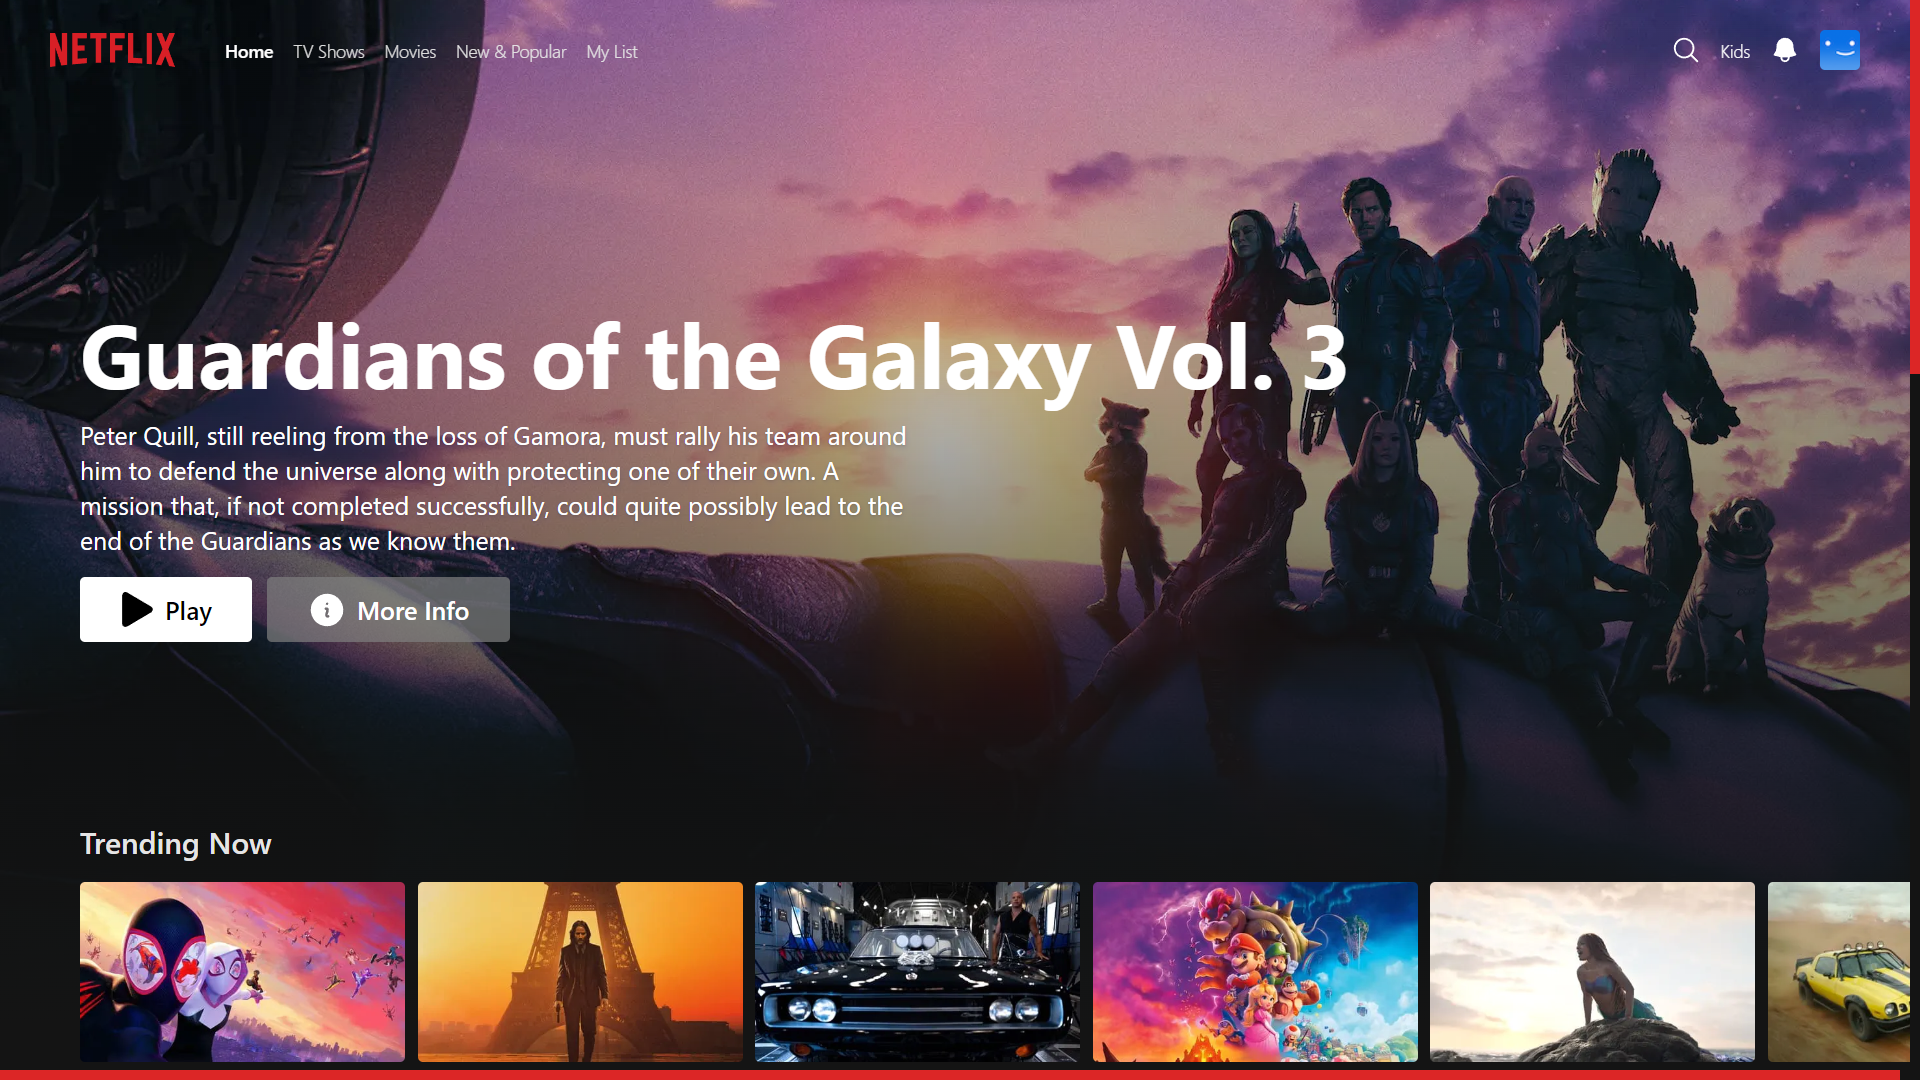 NETFLIX
Home TV Shows Movies New & Popular My List
Kids
Guardians of the Galaxy Vol. 3
Peter Quill, still reeling from the loss of Gamora, must rally his team around
him to defend the universe along with protecting one of their own. A
mission that, if not completed successfully, could quite possibly lead to the
end of the Guardians as we know them.
Play
More Info
Trending Now